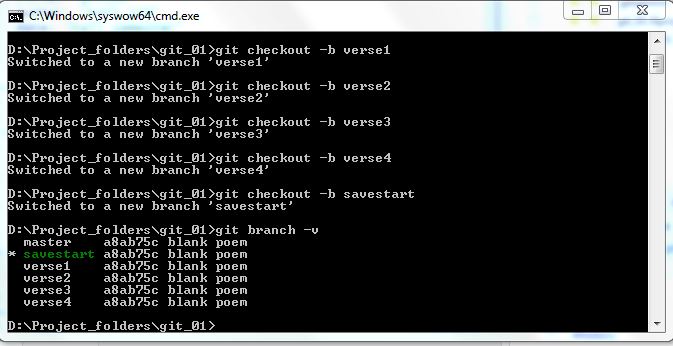 C:\Windows\syswow64\cmd.exe
D:\Project_folders\git_01>git checkout -b verse1
Switched to a new branch 'verse1'
D:\Project_folders\git_01>git checkout -b verse2
Switched to a new branch 'verse2'
D:\Project_folders\git_01>git checkout -b verse3
Switched to a new branch 'verse3'
D:\Project_folders\git_01>git checkout -b verse4
Switched to a new branch 'verse4'
D:\Project_folders\git_01>git checkout -b savestart
Switched to a new branch 'savestart'
D:\Project_folders\git_01>git branch -v
  master    a8ab75c blank poem
* savestart a8ab75c blank poem
  verse1    a8ab75c blank poem
  verse2    a8ab75c blank poem
  verse3    a8ab75c blank poem
  verse4    a8ab75c blank poem
D:\Project_folders\git_01>